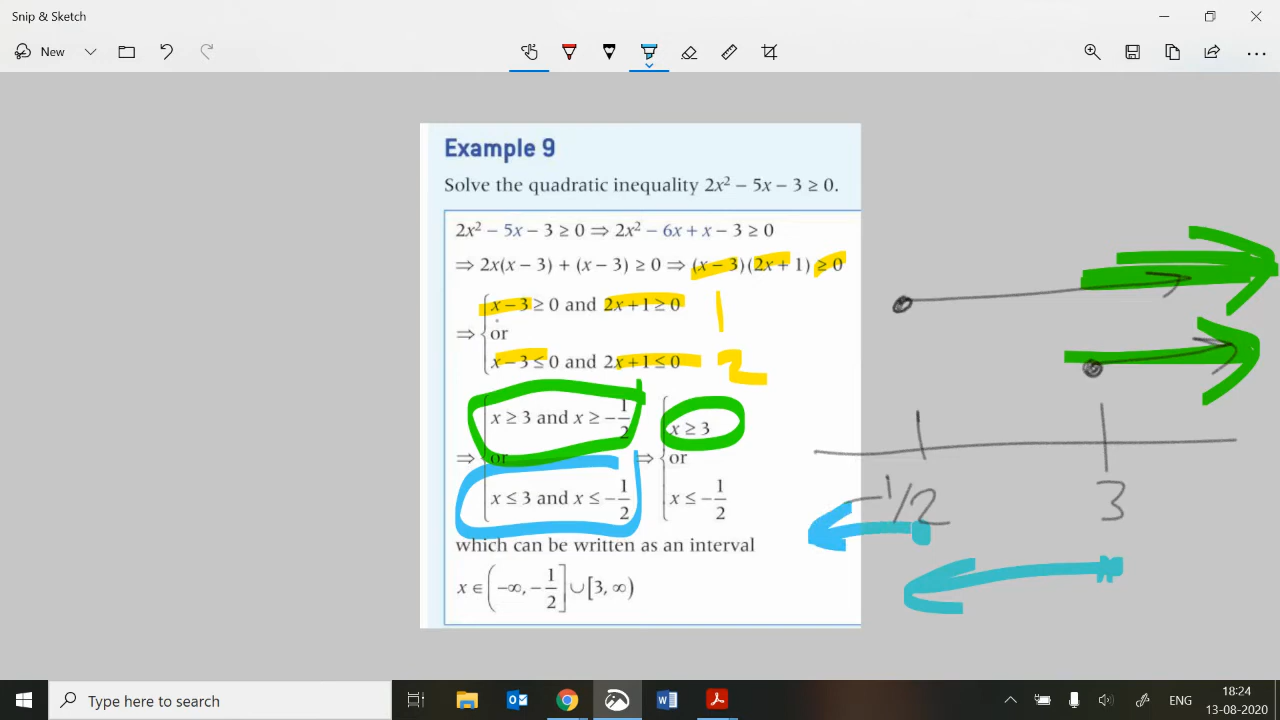 Snip & Sketch
New
Example 9
Solve the quadratic inequality 2x² − 5x − 3 ≥ 0.
2x² − 5x − 3 ≥ 0 ⇒ 2x² − 6x + x − 3 ≥ 0
⇒ 2x(x − 3) + (x − 3) ≥ 0 ⇒ (x − 3)(2x + 1) ≥ 0
x − 3 ≥ 0 and 2x + 1 ≥ 0
⇒ { or
x − 3 ≤ 0 and 2x + 1 ≤ 0
1
2
x ≥ 3 and x ≥ −1/2
⇒ { or
x ≤ 3 and x ≤ −1/2
x ≥ 3
⇒ { or
x ≤ −1/2
which can be written as an interval
x ∈ (−∞, −1/2] ∪ [3, ∞)
−1/2
3
Type here to search
ENG
18:24
13-08-2020